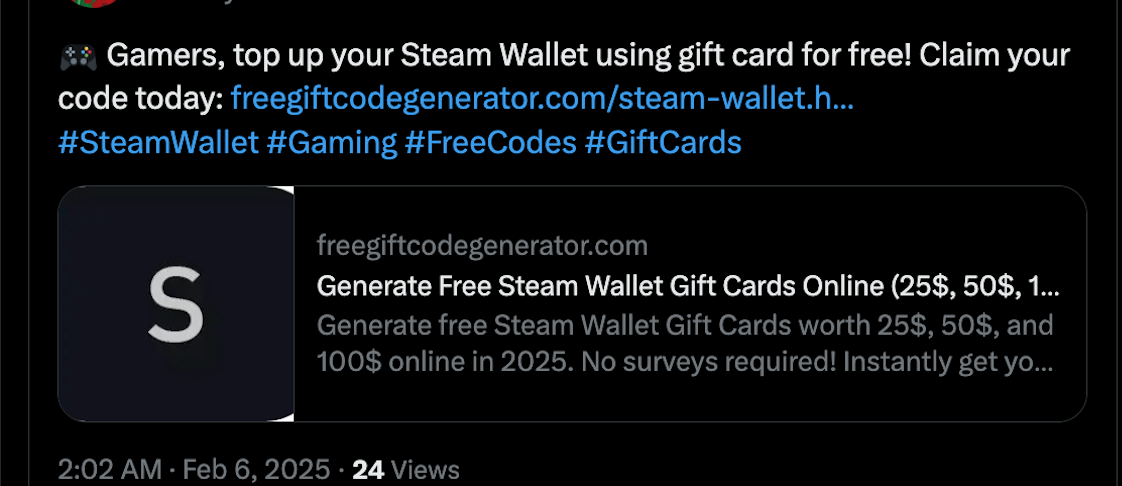 🎮 Gamers, top up your Steam Wallet using gift card for free! Claim your
code today: freegiftcodegenerator.com/steam-wallet.h...
#SteamWallet #Gaming #FreeCodes #GiftCards
S
freegiftcodegenerator.com
Generate Free Steam Wallet Gift Cards Online (25$, 50$, 1...
Generate free Steam Wallet Gift Cards worth 25$, 50$, and
100$ online in 2025. No surveys required! Instantly get yo...
2:02 AM · Feb 6, 2025 · 24 Views